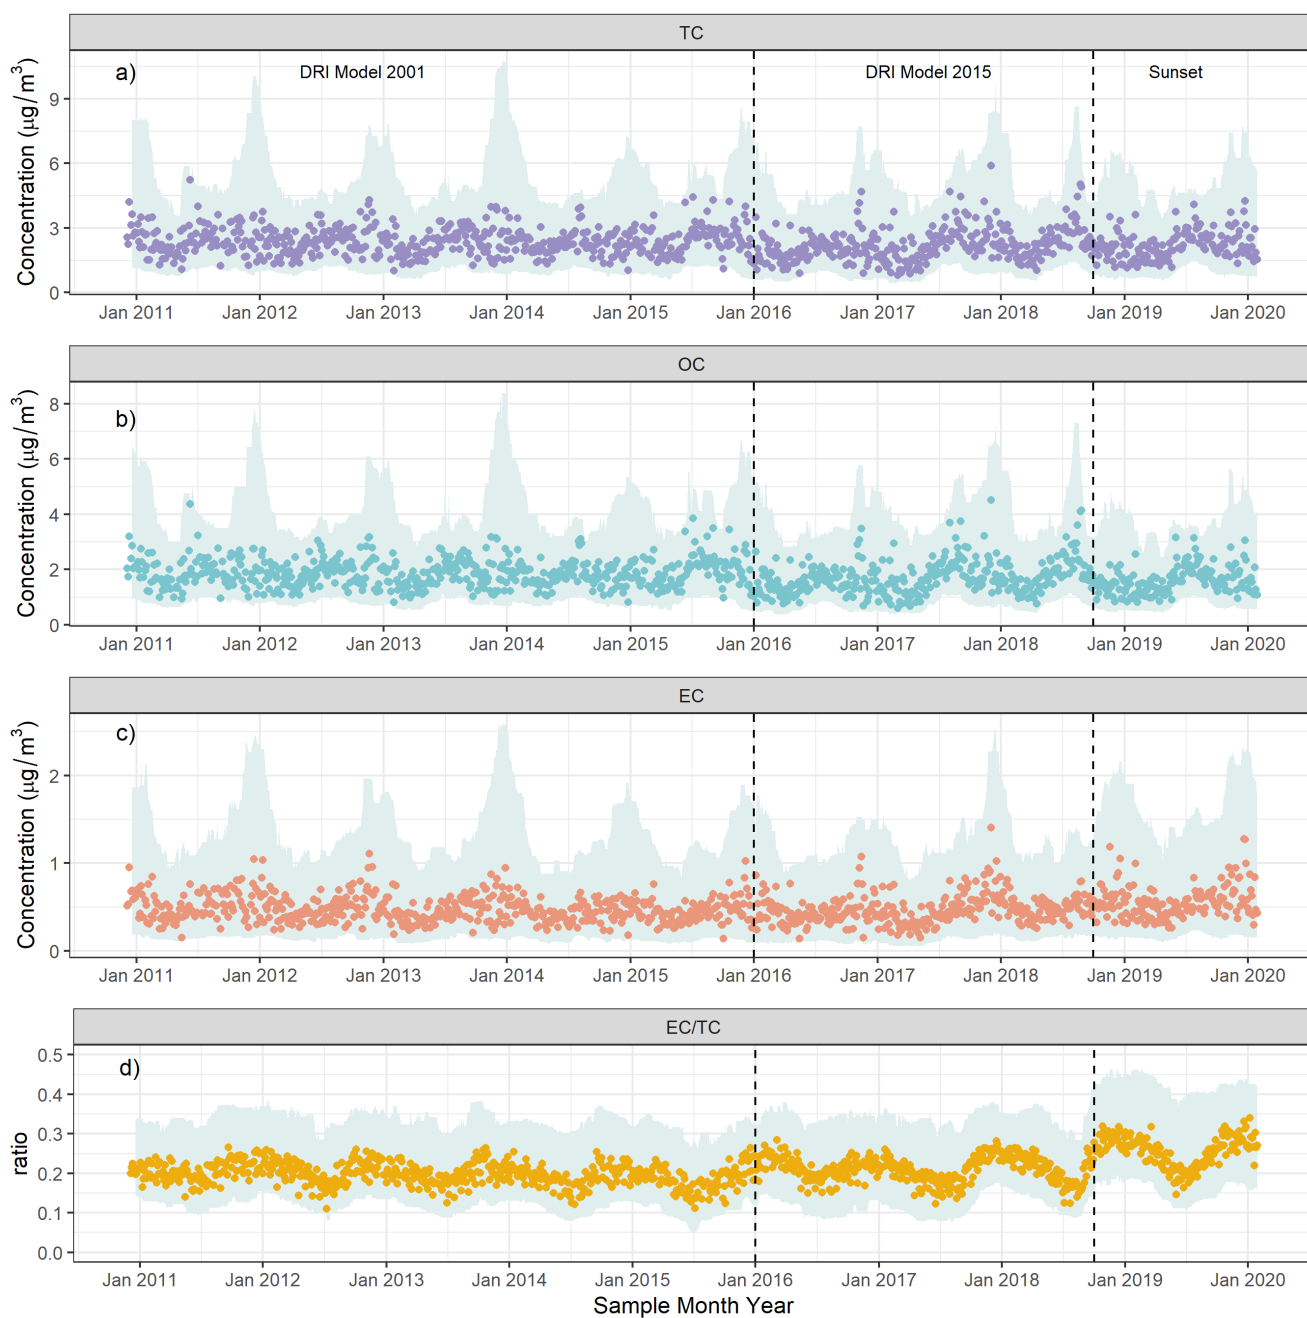 TC
a)
DRI Model 2001
DRI Model 2015
Sunset
Concentration (μg/m³)
9
6
3
0
Jan 2011 Jan 2012 Jan 2013 Jan 2014 Jan 2015 Jan 2016 Jan 2017 Jan 2018 Jan 2019 Jan 2020
OC
b)
Concentration (μg/m³)
8
6
4
2
0
Jan 2011 Jan 2012 Jan 2013 Jan 2014 Jan 2015 Jan 2016 Jan 2017 Jan 2018 Jan 2019 Jan 2020
EC
c)
Concentration (μg/m³)
2
1
0
Jan 2011 Jan 2012 Jan 2013 Jan 2014 Jan 2015 Jan 2016 Jan 2017 Jan 2018 Jan 2019 Jan 2020
EC/TC
d)
ratio
0.5
0.4
0.3
0.2
0.1
0.0
Jan 2011 Jan 2012 Jan 2013 Jan 2014 Jan 2015 Jan 2016 Jan 2017 Jan 2018 Jan 2019 Jan 2020
Sample Month Year